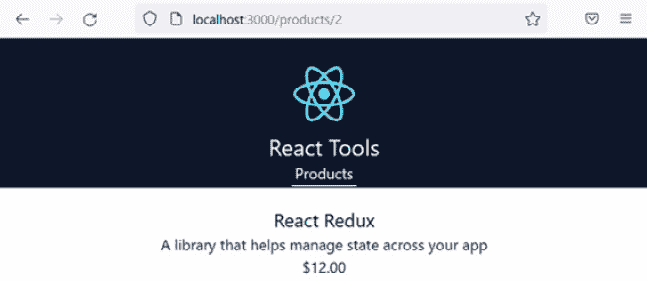 localhost:3000/products/2
React Tools
Products
React Redux
A library that helps manage state across your app
$12.00